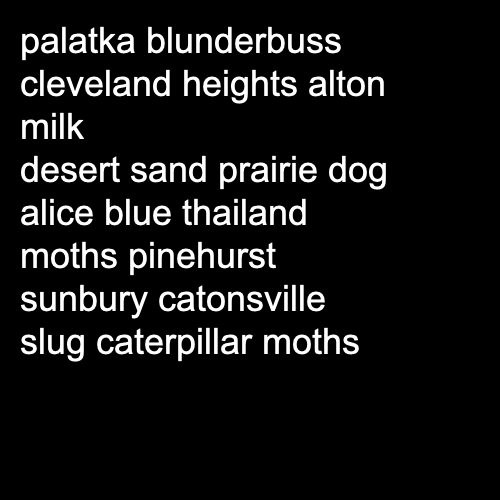 palatka blunderbuss
cleveland heights alton
milk
desert sand prairie dog
alice blue thailand
moths pinehurst
sunbury catonsville
slug caterpillar moths